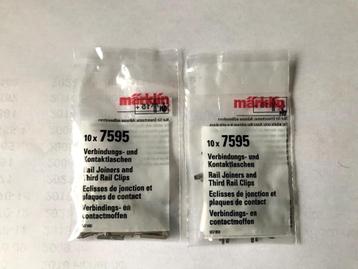 märklin
10 x 7595
Verbindungs- und
Kontaktlaschen
Rail Joiners and
Third Rail Clips
Eclisses de jonction et
plaques de contact
Verbindings- en
contactmoffen
märklin
10 x 7595
Verbindungs- und
Kontaktlaschen
Rail Joiners and
Third Rail Clips
Eclisses de jonction et
plaques de contact
Verbindings- en
contactmoffen